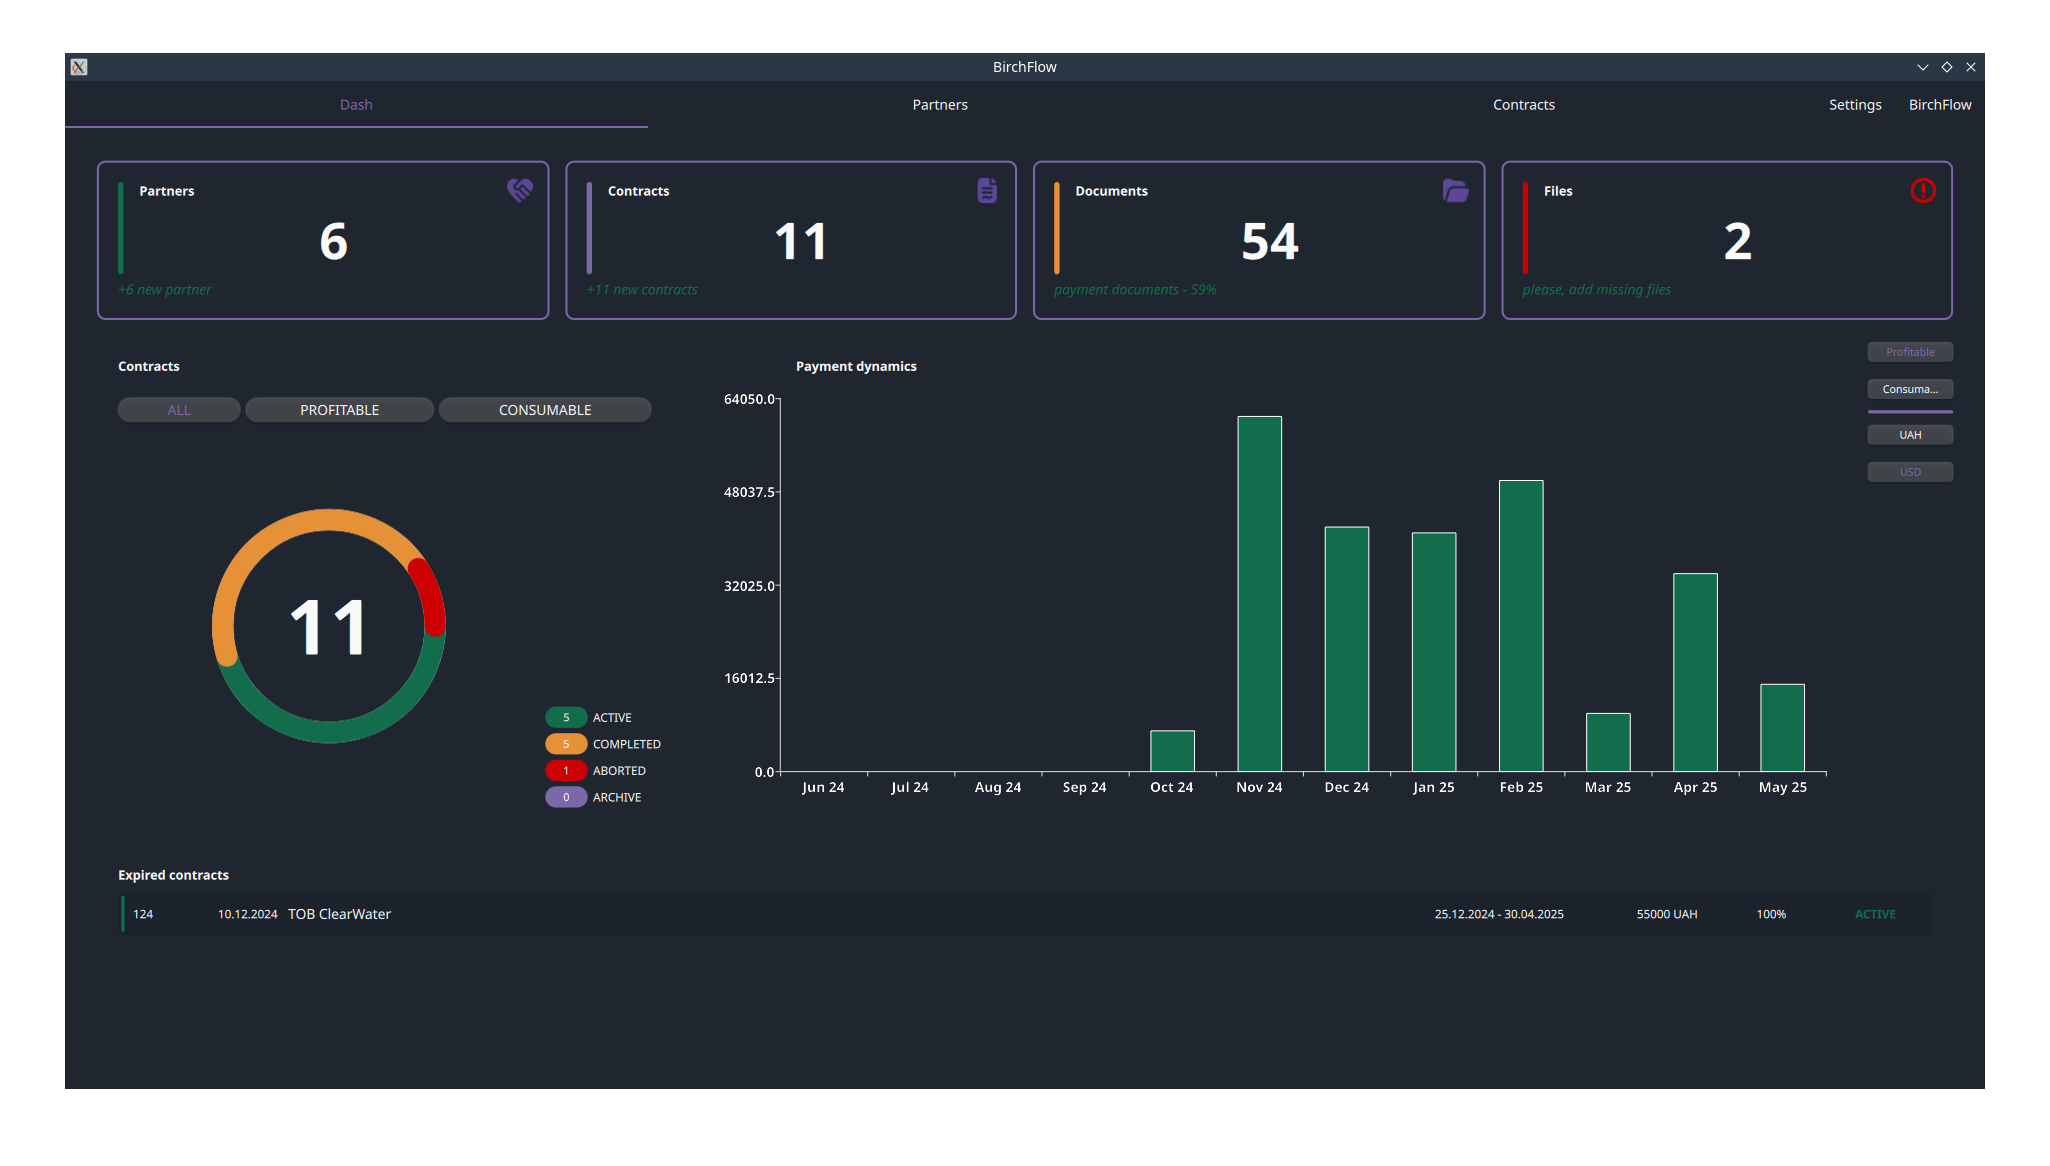 BirchFlow
Dash Partners Contracts Settings BirchFlow
Partners
6
+6 new partner
Contracts
11
+11 new contracts
Documents
54
payment documents - 59%
Files
2
please, add missing files
Contracts
ALL PROFITABLE CONSUMABLE
11
5 ACTIVE
5 COMPLETED
1 ABORTED
0 ARCHIVE
Payment dynamics
64050.0
48037.5
32025.0
16012.5
0.0
Jun 24 Jul 24 Aug 24 Sep 24 Oct 24 Nov 24 Dec 24 Jan 25 Feb 25 Mar 25 Apr 25 May 25
Profitable
Consuma...
UAH
USD
Expired contracts
124 10.12.2024 TOB ClearWater 25.12.2024 - 30.04.2025 55000 UAH 100% ACTIVE